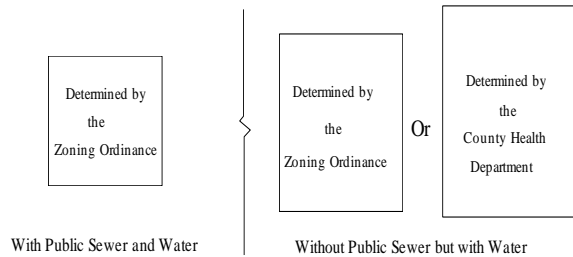 Determined by
the
Zoning Ordinance
With Public Sewer and Water
Determined by
the
Zoning Ordinance
Or
Determined by
the
County Health
Department
Without Public Sewer but with Water